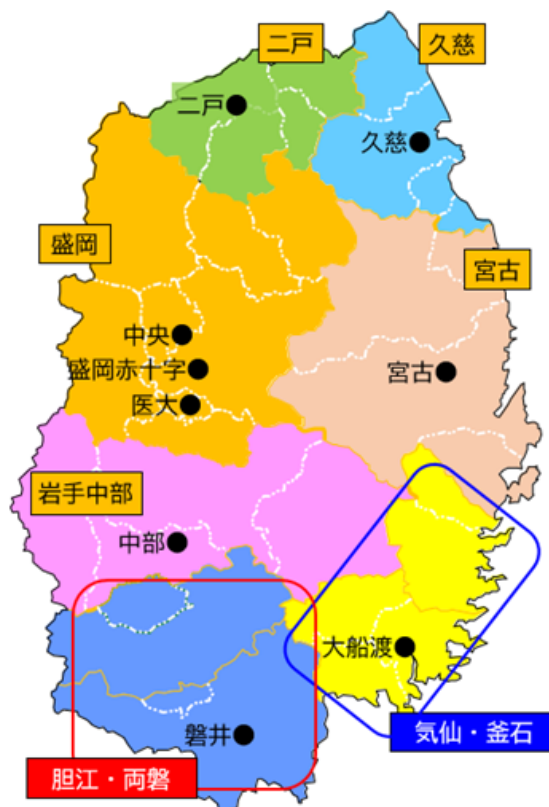 二戸
久慈
二戸
久慈
盛岡
宮古
中央
盛岡赤十字
宮古
医大
岩手中部
中部
大船渡
磐井
気仙・釜石
胆江・両磐